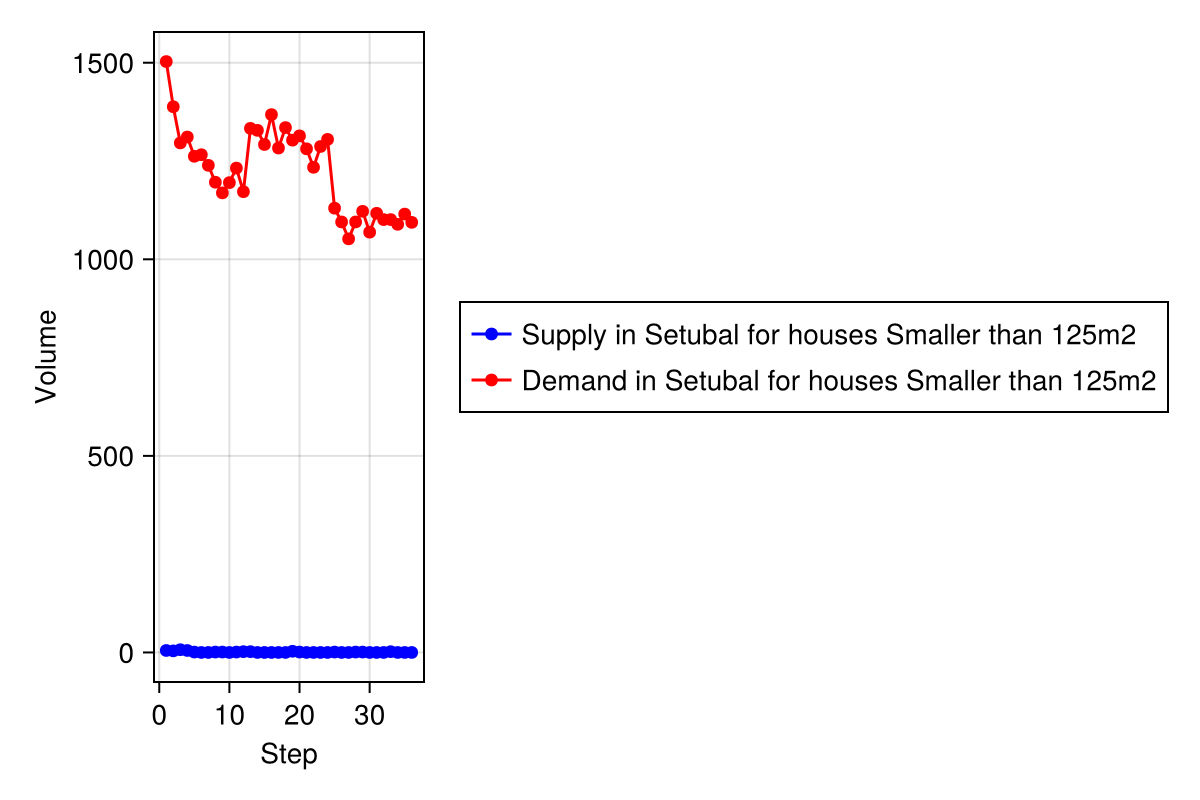 1500
1000
500
0
Volume
0 10 20 30
Step
Supply in Setubal for houses Smaller than 125m2
Demand in Setubal for houses Smaller than 125m2